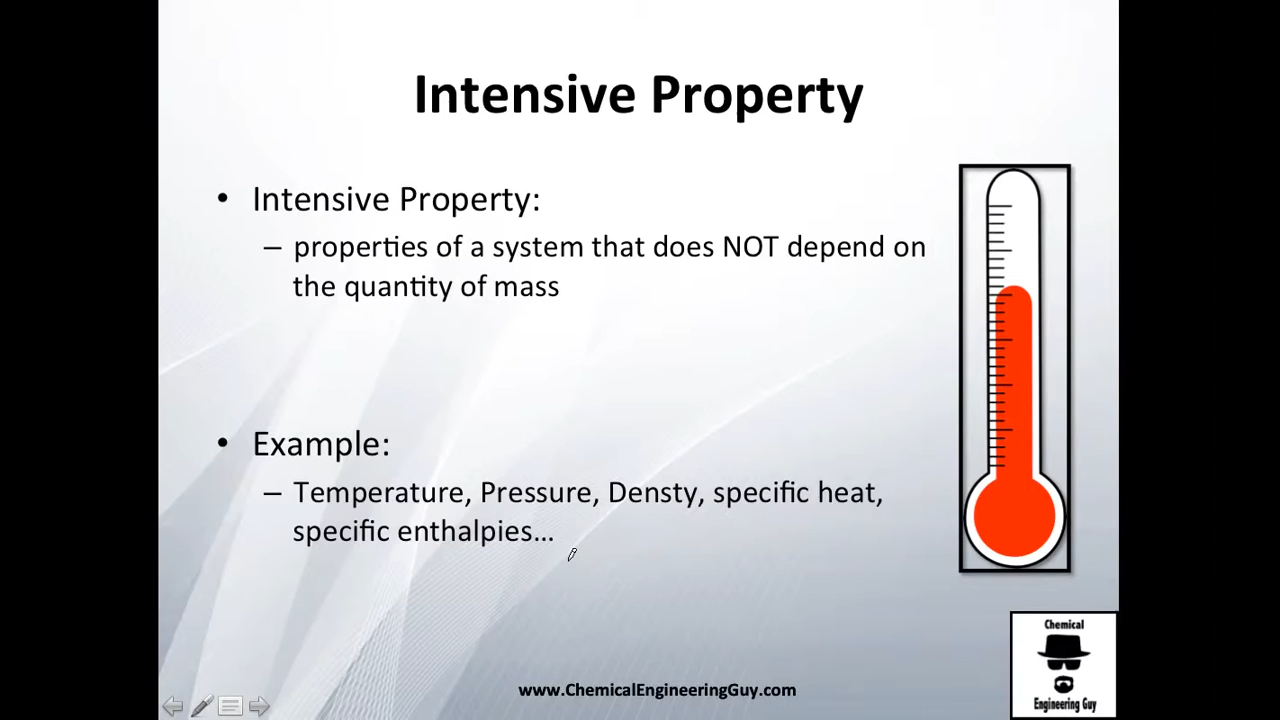 Intensive Property
• Intensive Property:
– properties of a system that does NOT depend on
the quantity of mass
• Example:
– Temperature, Pressure, Densty, specific heat,
specific enthalpies...
www.ChemicalEngineeringGuy.com
Chemical
Engineering Guy